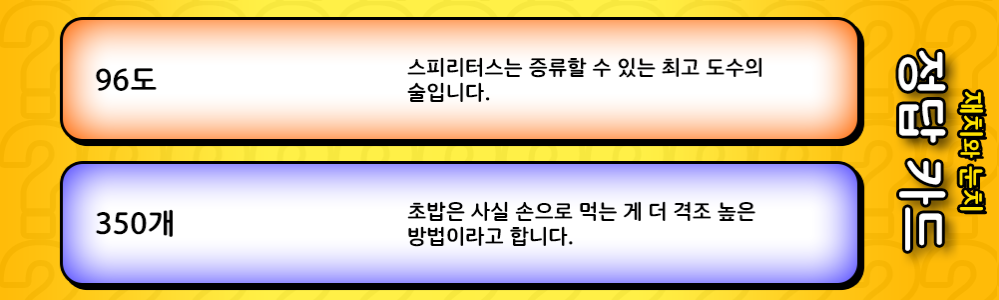 96도
스피리터스는 증류할 수 있는 최고 도수의
술입니다.
350개
초밥은 사실 손으로 먹는 게 더 격조 높은
방법이라고 합니다.
재치와 눈치
정답 카드